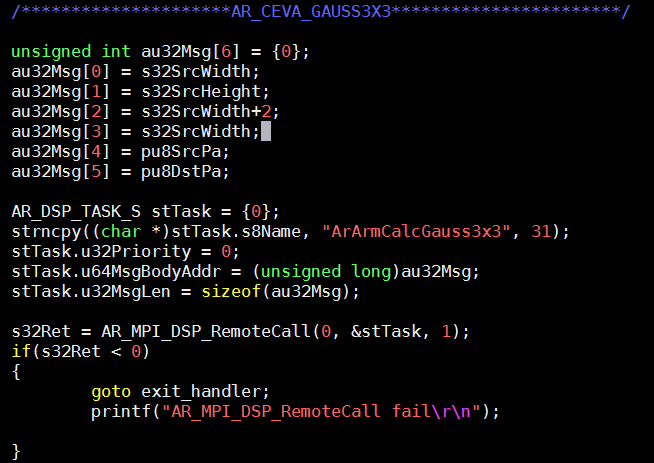 /*********************AR_CEVA_GAUSS3X3***********************/
unsigned int au32Msg[6] = {0};
au32Msg[0] = s32SrcWidth;
au32Msg[1] = s32SrcHeight;
au32Msg[2] = s32SrcWidth+2;
au32Msg[3] = s32SrcWidth;
au32Msg[4] = pu8SrcPa;
au32Msg[5] = pu8DstPa;
AR_DSP_TASK_S stTask = {0};
strncpy((char *)stTask.s8Name, "ArArmCalcGauss3x3", 31);
stTask.u32Priority = 0;
stTask.u64MsgBodyAddr = (unsigned long)au32Msg;
stTask.u32MsgLen = sizeof(au32Msg);
s32Ret = AR_MPI_DSP_RemoteCall(0, &stTask, 1);
if(s32Ret < 0)
{
        goto exit_handler;
        printf("AR_MPI_DSP_RemoteCall fail\r\n");
}